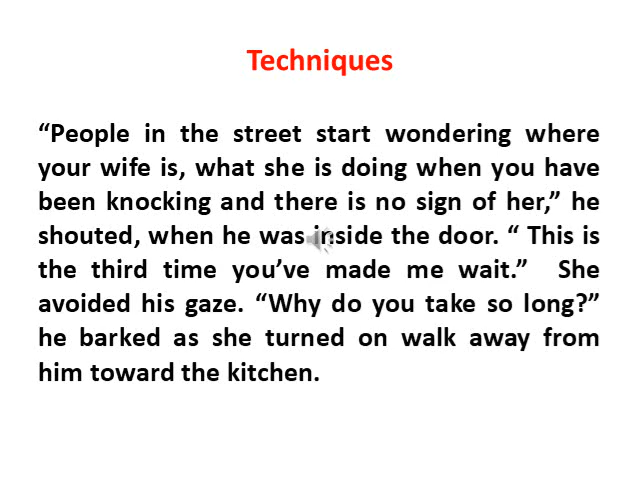 Techniques
“People in the street start wondering where
your wife is, what she is doing when you have
been knocking and there is no sign of her,” he
shouted, when he was inside the door. “ This is
the third time you’ve made me wait.”  She
avoided his gaze. “Why do you take so long?”
he barked as she turned on walk away from
him toward the kitchen.